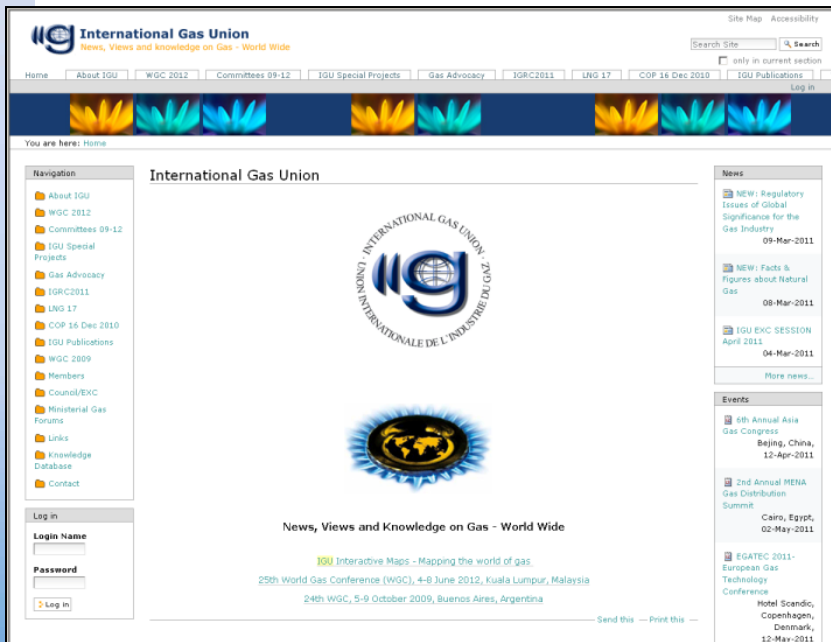 Site Map Accessibility
International Gas Union
News, Views and knowledge on Gas - World Wide
Search Site Search
only in current section
Home About IGU WGC 2012 Committees 09-12 IGU Special Projects Gas Advocacy IGRC2011 LNG 17 COP 16 Dec 2010 IGU Publications
Log in
You are here: Home
Navigation
About IGU
WGC 2012
Committees 09-12
IGU Special
Projects
Gas Advocacy
IGRC2011
LNG 17
COP 16 Dec 2010
IGU Publications
WGC 2009
Members
Council/EXC
Ministerial Gas
Forums
Links
Knowledge
Database
Contact
Log in
Login Name
Password
Log in
International Gas Union
INTERNATIONAL GAS UNION · UNION INTERNATIONALE DE L'INDUSTRIE DU GAZ ·
iig
News, Views and Knowledge on Gas - World Wide
IGU Interactive Maps - Mapping the world of gas
25th World Gas Conference (WGC), 4-8 June 2012, Kuala Lumpur, Malaysia
24th WGC, 5-9 October 2009, Buenos Aires, Argentina
Send this — Print this —
News
NEW: Regulatory
Issues of Global
Significance for the
Gas Industry
09-Mar-2011
NEW: Facts &
Figures about Natural
Gas
08-Mar-2011
IGU EXC SESSION
April 2011
04-Mar-2011
More news...
Events
6th Annual Asia
Gas Congress
Bejing, China,
12-Apr-2011
2nd Annual MENA
Gas Distribution
Summit
Cairo, Egypt,
02-May-2011
EGATEC 2011-
European Gas
Technology
Conference
Hotel Scandic,
Copenhagen,
Denmark,
12-May-2011